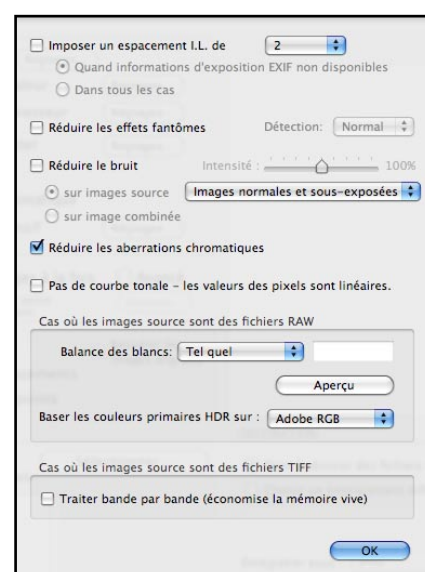 Imposer un espacement I.L. de 2
Quand informations d'exposition EXIF non disponibles
Dans tous les cas
Réduire les effets fantômes Détection: Normal
Réduire le bruit Intensité : 100%
sur images source Images normales et sous-exposées
sur image combinée
Réduire les aberrations chromatiques
Pas de courbe tonale - les valeurs des pixels sont linéaires.
Cas où les images source sont des fichiers RAW
Balance des blancs: Tel quel
Aperçu
Baser les couleurs primaires HDR sur : Adobe RGB
Cas où les images source sont des fichiers TIFF
Traiter bande par bande (économise la mémoire vive)
OK